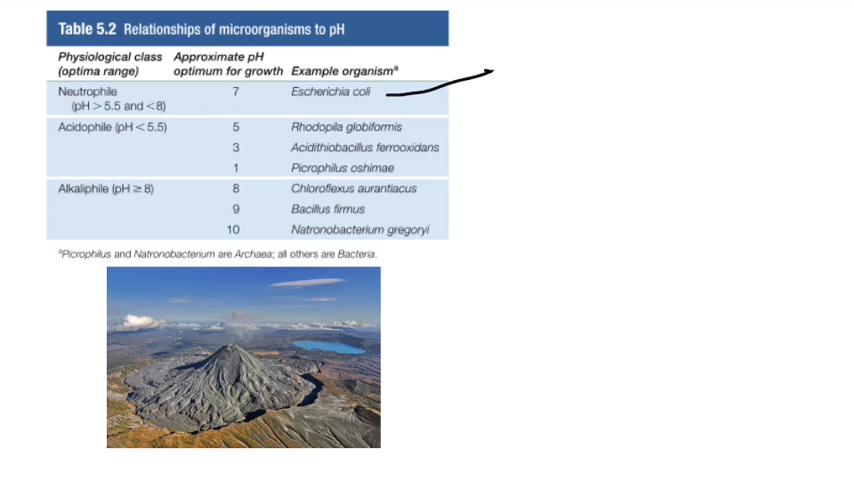 Table 5.2 Relationships of microorganisms to pH
Physiological class Approximate pH
(optima range) optimum for growth Example organismᵃ
Neutrophile 7 Escherichia coli
(pH > 5.5 and <8)
Acidophile (pH < 5.5) 5 Rhodopila globiformis
3 Acidithiobacillus ferrooxidans
1 Picrophilus oshimae
Alkaliphile (pH ≥ 8) 8 Chloroflexus aurantiacus
9 Bacillus firmus
10 Natronobacterium gregoryi
ᵃPicrophilus and Natronobacterium are Archaea; all others are Bacteria.